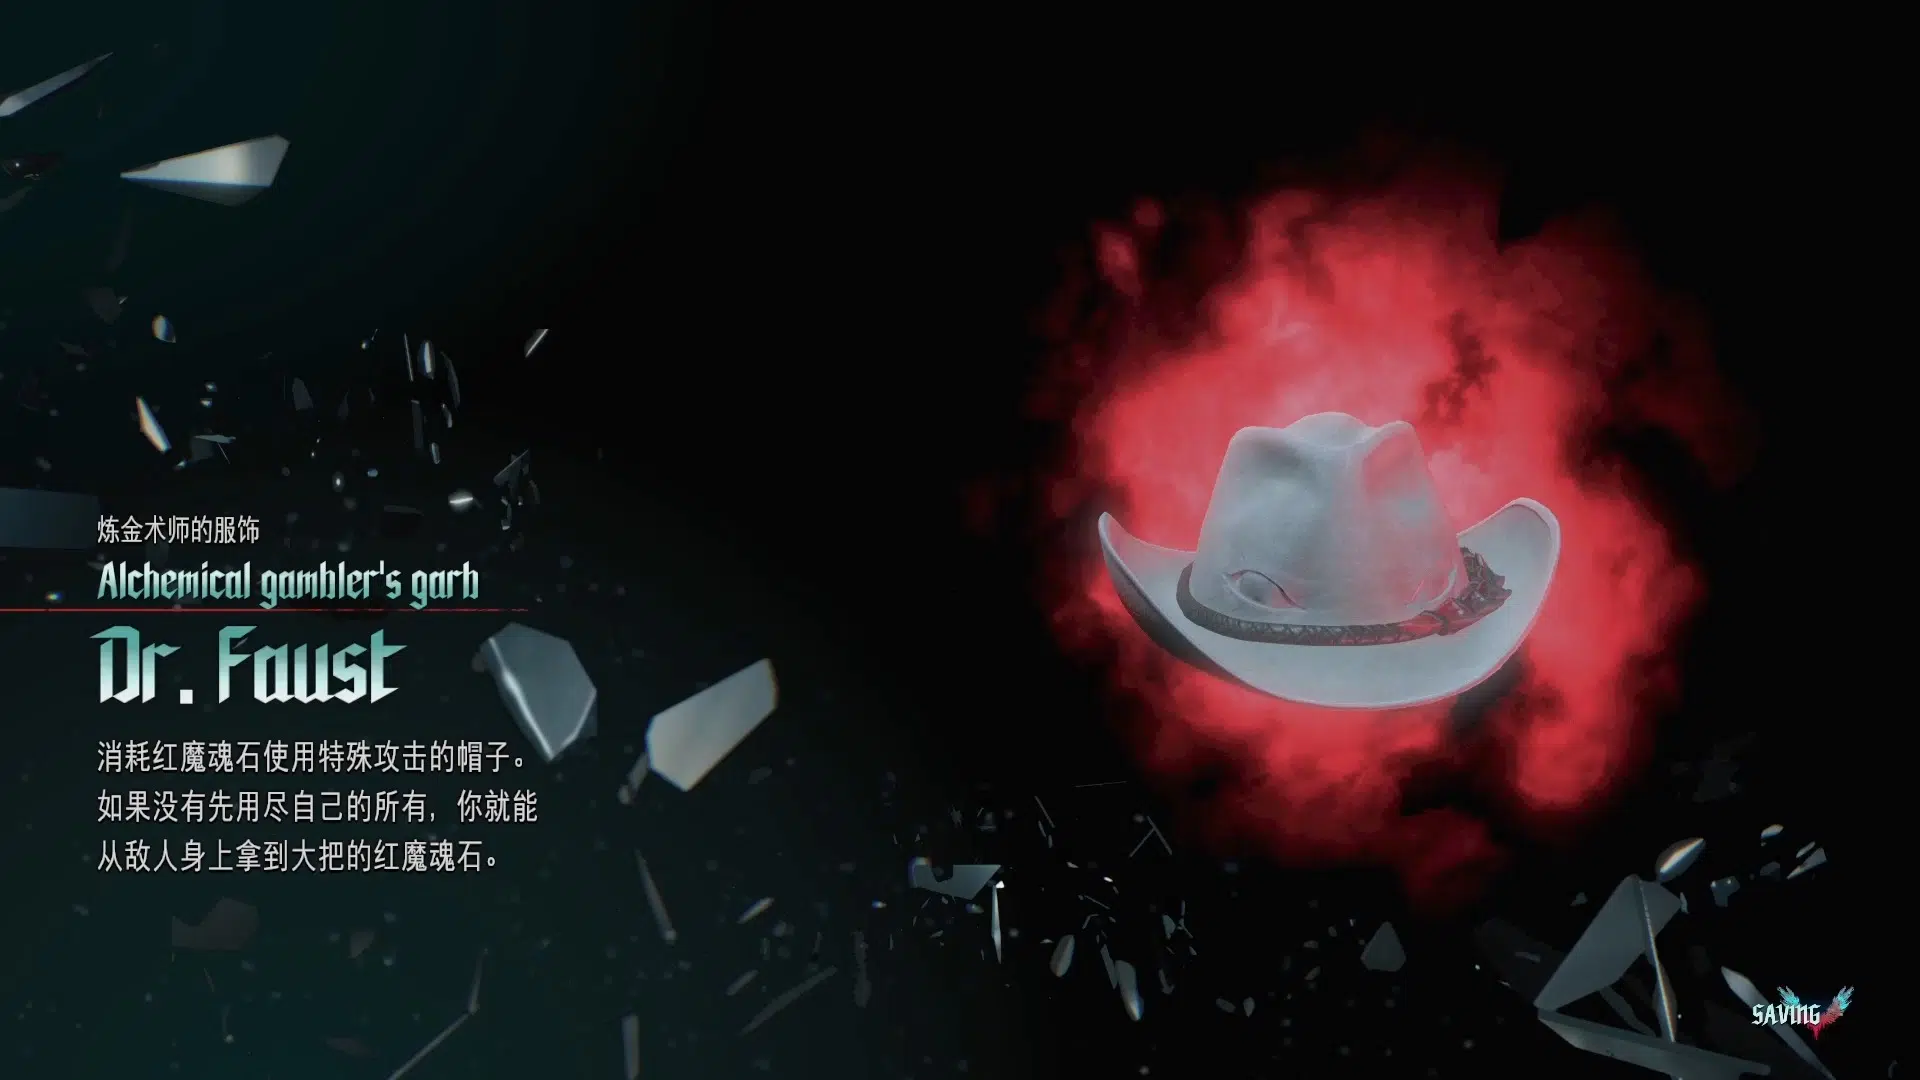 炼金术师的服饰
Alchemical gambler's garb
Dr. Faust
消耗红魔魂石使用特殊攻击的帽子。
如果没有先用尽自己的所有，你就能
从敌人身上拿到大把的红魔魂石。
SAVING